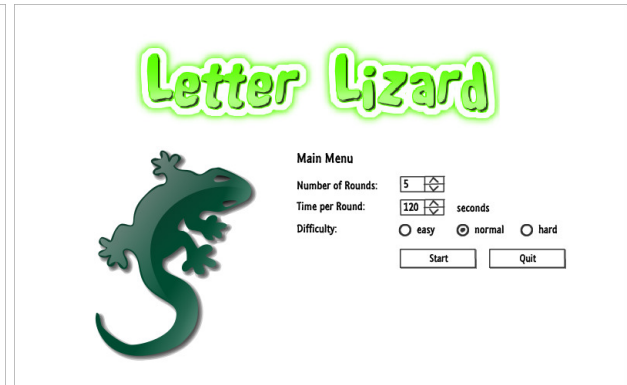 Letter Lizard
Main Menu
Number of Rounds: 5
Time per Round: 120 seconds
Difficulty: easy normal hard
Start Quit